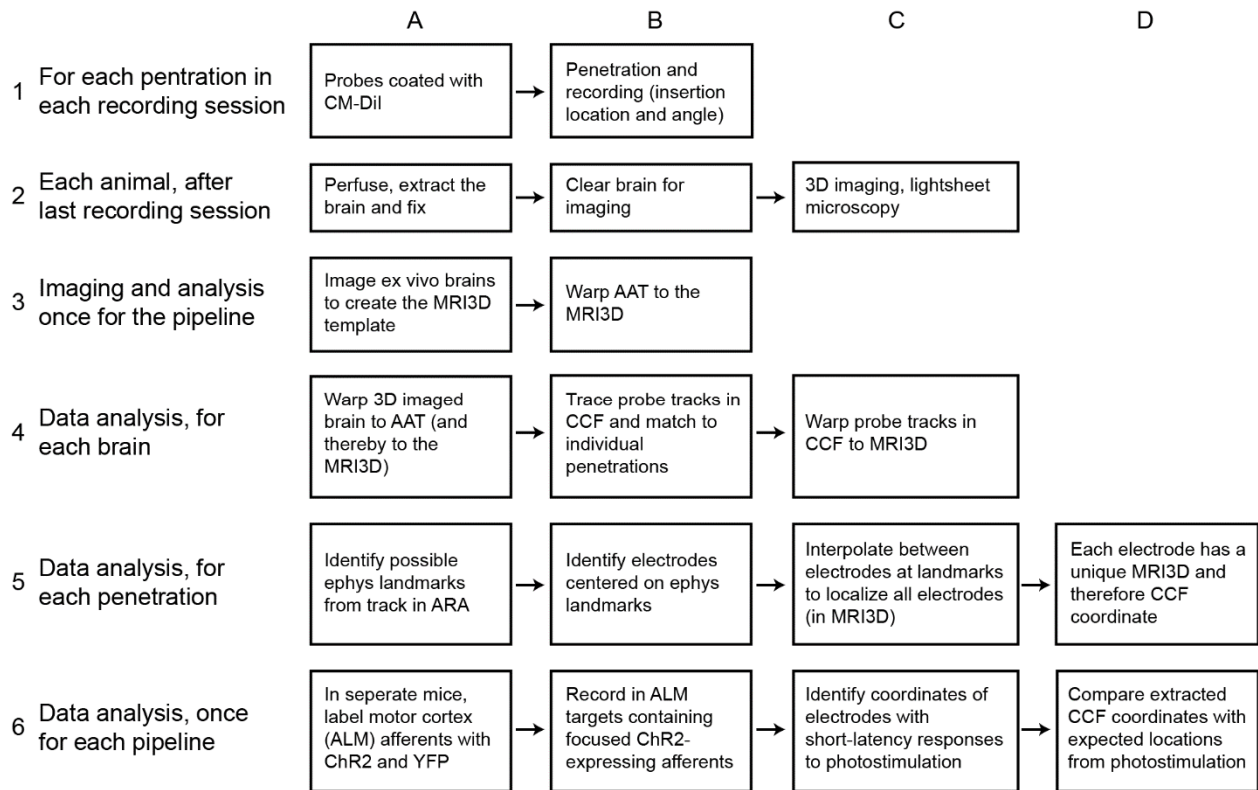 A B C D
1 For each pentration in
each recording session
Probes coated with
CM-DiI
Penetration and
recording (insertion
location and angle)
2 Each animal, after
last recording session
Perfuse, extract the
brain and fix
Clear brain for
imaging
3D imaging, lightsheet
microscopy
3 Imaging and analysis
once for the pipeline
Image ex vivo brains
to create the MRI3D
template
Warp AAT to the
MRI3D
4 Data analysis, for
each brain
Warp 3D imaged
brain to AAT (and
thereby to the
MRI3D)
Trace probe tracks in
CCF and match to
individual
penetrations
Warp probe tracks in
CCF to MRI3D
5 Data analysis, for
each penetration
Identify possible
ephys landmarks
from track in ARA
Identify electrodes
centered on ephys
landmarks
Interpolate between
electrodes at landmarks
to localize all electrodes
(in MRI3D)
Each electrode has a
unique MRI3D and
therefore CCF
coordinate
6 Data analysis, once
for each pipeline
In seperate mice,
label motor cortex
(ALM) afferents with
ChR2 and YFP
Record in ALM
targets containing
focused ChR2-
expressing afferents
Identify coordinates of
electrodes with
short-latency responses
to photostimulation
Compare extracted
CCF coordinates with
expected locations
from photostimulation